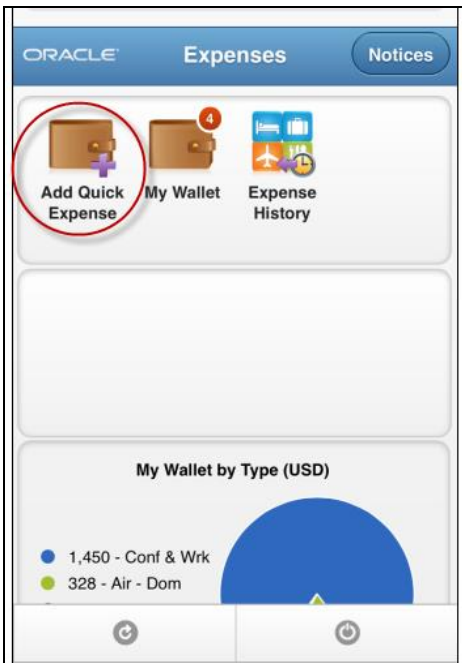 ORACLE
Expenses
Notices
4
Add Quick
Expense
My Wallet
Expense
History
My Wallet by Type (USD)
1,450 - Conf & Wrk
328 - Air - Dom